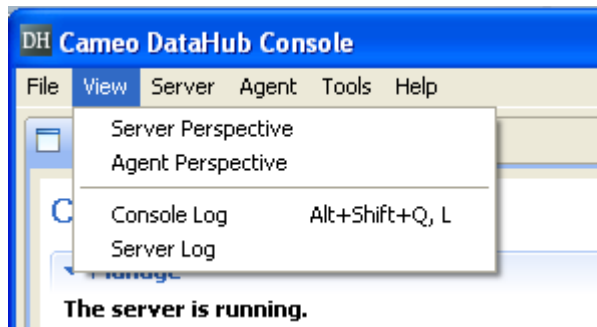 DH Cameo DataHub Console
File View Server Agent Tools Help
Server Perspective
Agent Perspective
Console Log Alt+Shift+Q, L
Server Log
The server is running.